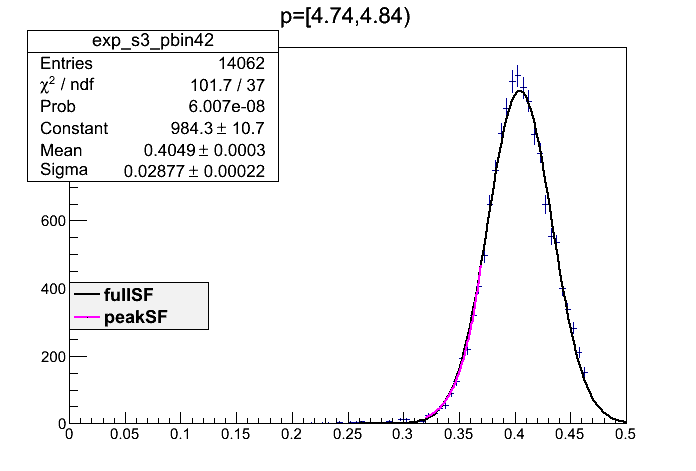 p=[4.74,4.84)
exp_s3_pbin42
Entries 14062
χ² / ndf 101.7 / 37
Prob 6.007e-08
Constant 984.3 ± 10.7
Mean 0.4049 ± 0.0003
Sigma 0.02877 ± 0.00022
600
400
fullSF
peakSF
200
0
0 0.05 0.1 0.15 0.2 0.25 0.3 0.35 0.4 0.45 0.5